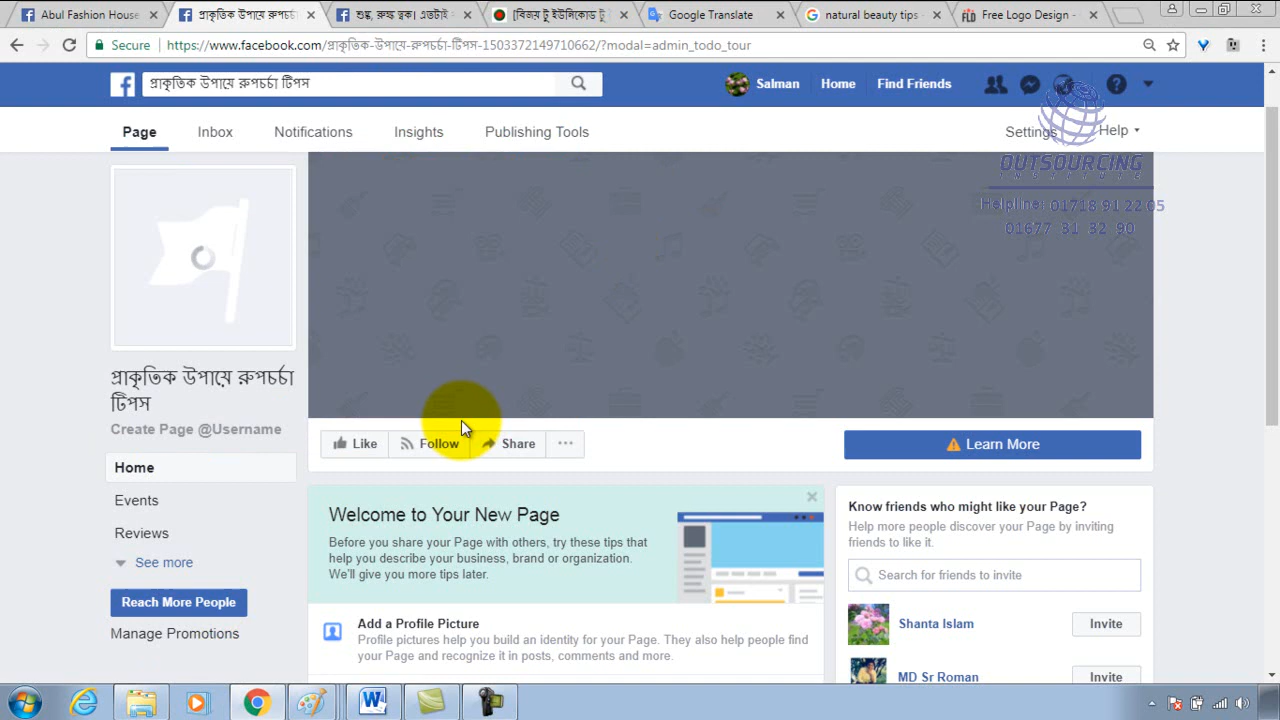 Abul Fashion House
প্রাকৃতিক উপায়ে রুপচর্চা টিপস
শুষ্ক, রুক্ষ ত্বক। এডটাই
[বিজয় টু ইউনিকোড টু
Google Translate
natural beauty tips -
Free Logo Design -
Secure
https://www.facebook.com/প্রাকৃতিক-উপায়ে-রুপচর্চা-টিপস-1503372149710662/?modal=admin_todo_tour
প্রাকৃতিক উপায়ে রুপচর্চা টিপস
Salman
Home
Find Friends
Page
Inbox
Notifications
Insights
Publishing Tools
Settings
Help
OUTSOURCING
INSTITUTE
Helpline: 01718 91 22 05
01677 31 32 90
প্রাকৃতিক উপায়ে রুপচর্চা
টিপস
Create Page @Username
Like
Follow
Share
Learn More
Home
Events
Reviews
See more
Reach More People
Manage Promotions
Welcome to Your New Page
Before you share your Page with others, try these tips that
help you describe your business, brand or organization.
We'll give you more tips later.
Add a Profile Picture
Profile pictures help you build an identity for your Page. They also help people find
your Page and recognize it in posts, comments and more.
Know friends who might like your Page?
Help more people discover your Page by inviting
friends to like it.
Search for friends to invite
Shanta Islam
Invite
MD Sr Roman
Invite